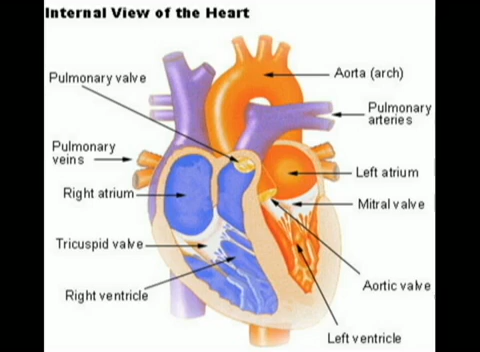 Internal View of the Heart
Pulmonary valve
Aorta (arch)
Pulmonary
arteries
Pulmonary
veins
Left atrium
Right atrium
Mitral valve
Tricuspid valve
Aortic valve
Right ventricle
Left ventricle